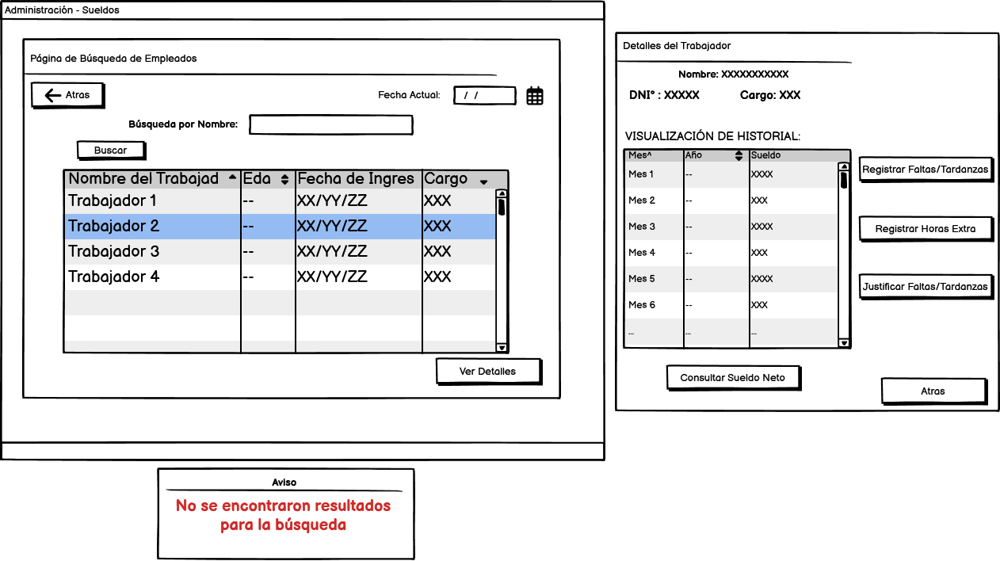 Administración - Sueldos
Página de Búsqueda de Empleados
Atras
Fecha Actual: / /
Búsqueda por Nombre:
Buscar
Nombre del Trabajad Eda Fecha de Ingres Cargo
Trabajador 1 -- XX/YY/ZZ XXX
Trabajador 2 -- XX/YY/ZZ XXX
Trabajador 3 -- XX/YY/ZZ XXX
Trabajador 4 -- XX/YY/ZZ XXX
Ver Detalles
Detalles del Trabajador
Nombre: XXXXXXXXXXX
DNI° : XXXXX Cargo: XXX
VISUALIZACIÓN DE HISTORIAL:
Mes^ Año Sueldo
Mes 1 -- XXXX
Mes 2 -- XXX
Mes 3 -- XXXX
Mes 4 -- XXX
Mes 5 -- XXXX
Mes 6 -- XXX
... ... ...
Registrar Faltas/Tardanzas
Registrar Horas Extra
Justificar Faltas/Tardanzas
Consultar Sueldo Neto
Atras
Aviso
No se encontraron resultados
para la búsqueda